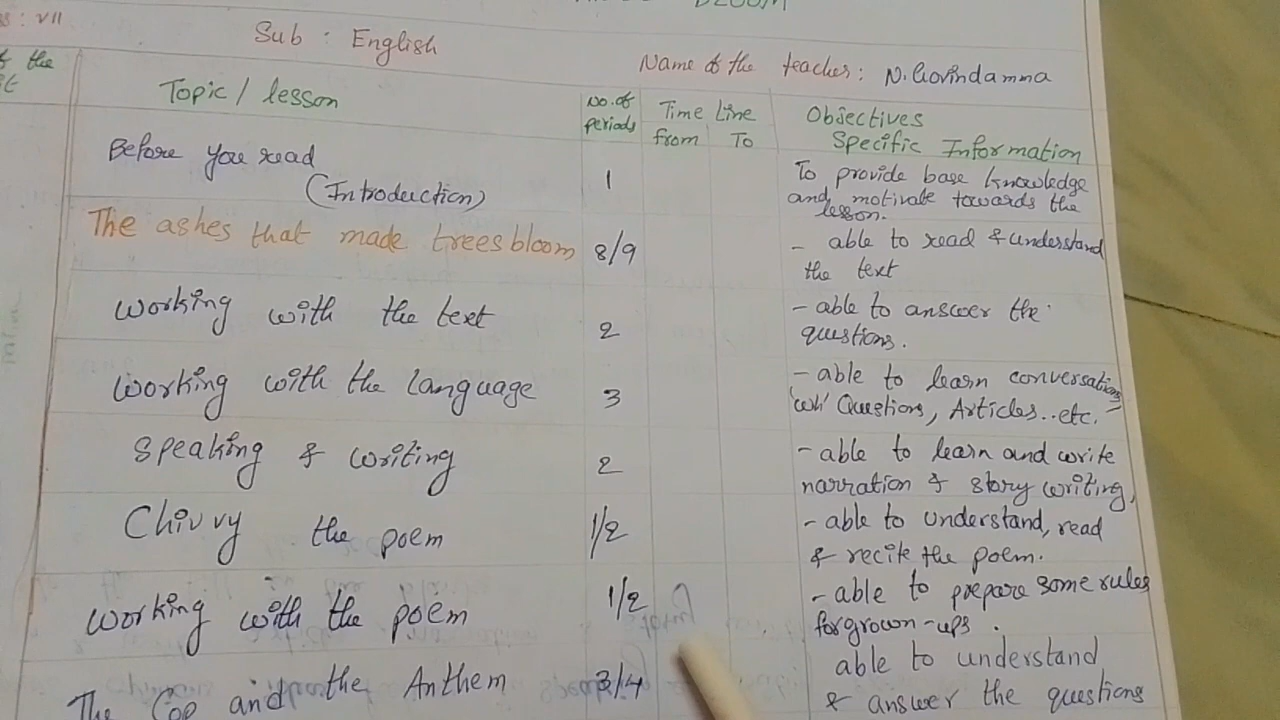 BLOOM
ss : VII
Sub : English
Name of the teacher : N. Govindamma
the
Topic / lesson
No. of periods
Time Line
From To
Objectives
Specific Information
Before you read
(Introduction)
1
To provide base knowledge
and motivate towards the
lesson.
The ashes that made trees bloom
8/9
- able to read & understand
the text
Working with the text
2
- able to answer the
questions.
Working with the language
3
- able to learn conversation,
'wh' Questions, Articles..etc.
Speaking & writing
2
- able to learn and write
narration & story writing,
Chivvy the poem
1/2
- able to understand, read
& recite the poem.
Working with the poem
1/2
- able to prepare some rules
for grown-ups.
The Cop and the Anthem
3/4
able to understand
& answer the questions